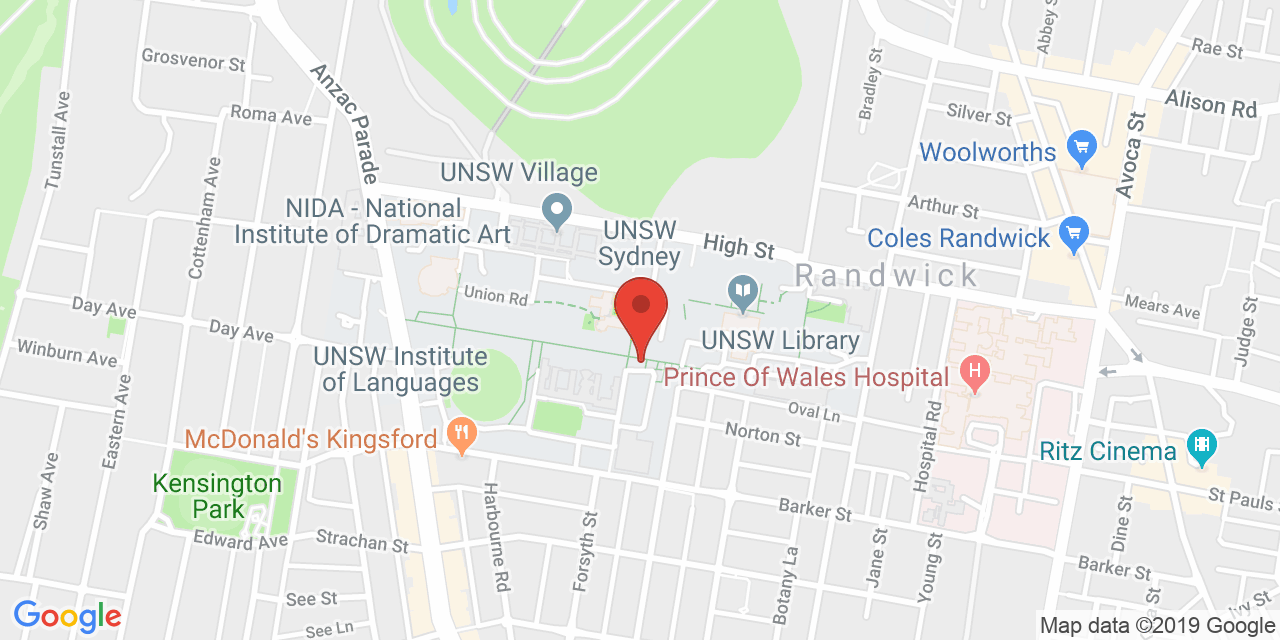 Grosvenor St
Roma Ave
Tunstall Ave
Cottenham Ave
Anzac Parade
Abbey St
Rae St
Bradley St
Silver St
Alison Rd
Woolworths
Avoca St
UNSW Village
NIDA - National
Institute of Dramatic Art
UNSW
Sydney
High St
Arthur St
Coles Randwick
Randwick
Mears Ave
Judge St
Day Ave
Day Ave
Union Rd
Winburn Ave
UNSW Institute
of Languages
UNSW Library
Prince Of Wales Hospital
H
Eastern Ave
Oval Ln
Norton St
Hospital Rd
McDonald's Kingsford
Ritz Cinema
Kensington
Park
Shaw Ave
Harbourne Rd
Forsyth St
Barker St
St Pauls S
Dine St
Edward Ave
Strachan St
Botany La
Jane St
Young St
Barker St
See St
See Ln
Ivy St
Google
Map data ©2019 Google